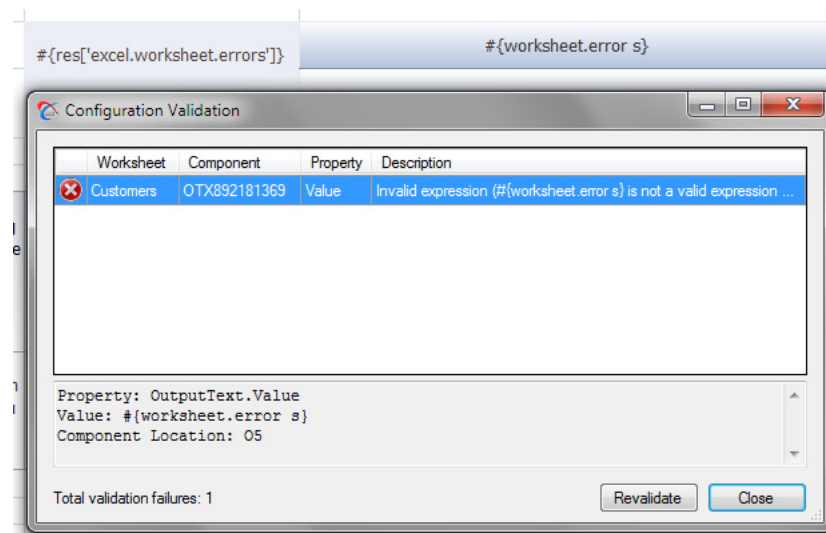 #{res['excel.worksheet.errors']}
#{worksheet.error s}
Configuration Validation
Worksheet Component Property Description
Customers OTX892181369 Value Invalid expression (#{worksheet.error s} is not a valid expression ...
Property: OutputText.Value
Value: #{worksheet.error s}
Component Location: O5
Total validation failures: 1
Revalidate Close